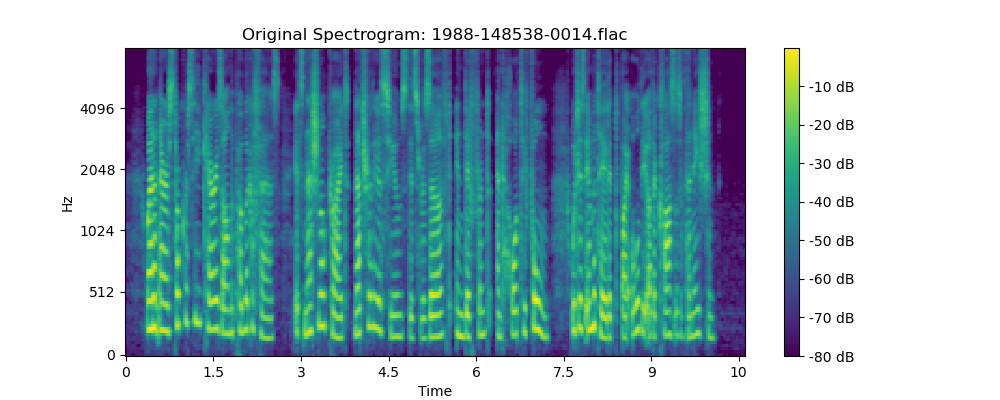 Original Spectrogram: 1988-148538-0014.flac
Hz
4096
2048
1024
512
0
0 1.5 3 4.5 6 7.5 9 10
Time
-10 dB
-20 dB
-30 dB
-40 dB
-50 dB
-60 dB
-70 dB
-80 dB